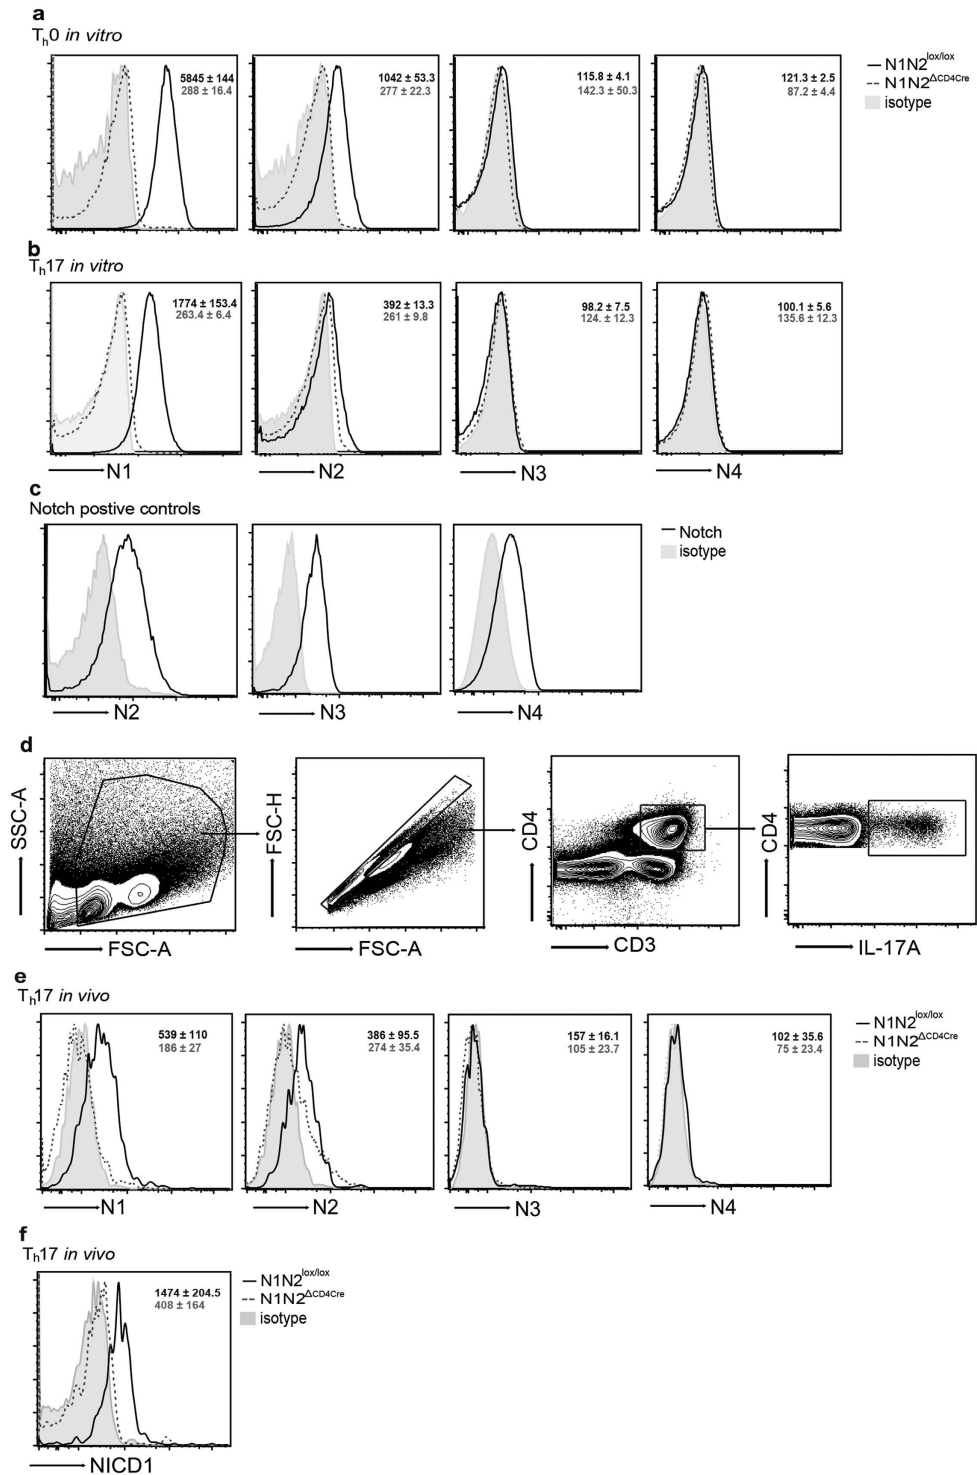 a
Th0 in vitro
5845 ± 144
288 ± 16.4
1042 ± 53.3
277 ± 22.3
115.8 ± 4.1
142.3 ± 50.3
121.3 ± 2.5
87.2 ± 4.4
N1N2lox/lox
N1N2ΔCD4Cre
isotype
b
Th17 in vitro
1774 ± 153.4
263.4 ± 6.4
392 ± 13.3
261 ± 9.8
98.2 ± 7.5
124. ± 12.3
100.1 ± 5.6
135.6 ± 12.3
N1
N2
N3
N4
c
Notch postive controls
Notch
isotype
N2
N3
N4
d
SSC-A
FSC-A
FSC-H
FSC-A
CD4
CD3
CD4
IL-17A
e
Th17 in vivo
539 ± 110
186 ± 27
386 ± 95.5
274 ± 35.4
157 ± 16.1
105 ± 23.7
102 ± 35.6
75 ± 23.4
N1N2lox/lox
N1N2ΔCD4Cre
isotype
N1
N2
N3
N4
f
Th17 in vivo
1474 ± 204.5
408 ± 164
N1N2lox/lox
N1N2ΔCD4Cre
isotype
NICD1